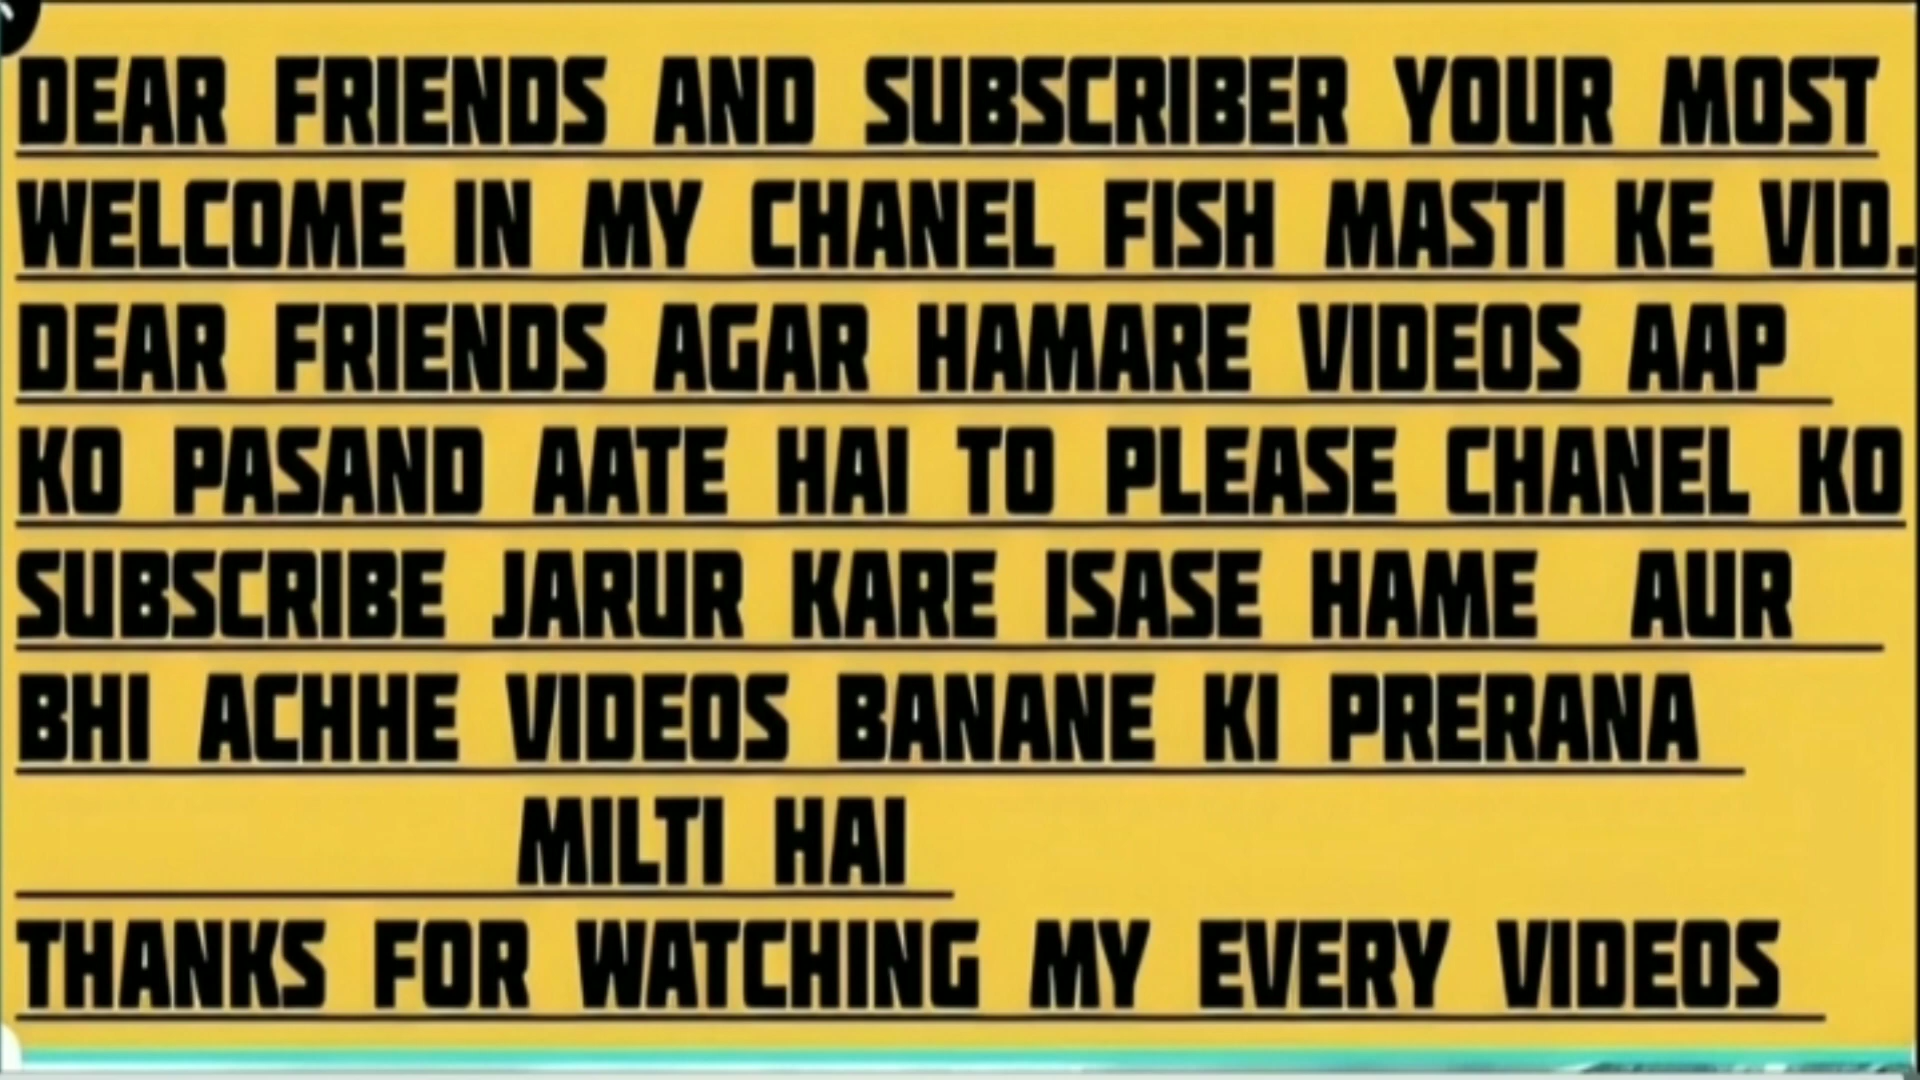 DEAR FRIENDS AND SUBSCRIBER YOUR MOST
WELCOME IN MY CHANEL FISH MASTI KE VID.
DEAR FRIENDS AGAR HAMARE VIDEOS AAP
KO PASAND AATE HAI TO PLEASE CHANEL KO
SUBSCRIBE JARUR KARE ISASE HAME AUR
BHI ACHHE VIDEOS BANANE KI PRERANA
MILTI HAI
THANKS FOR WATCHING MY EVERY VIDEOS